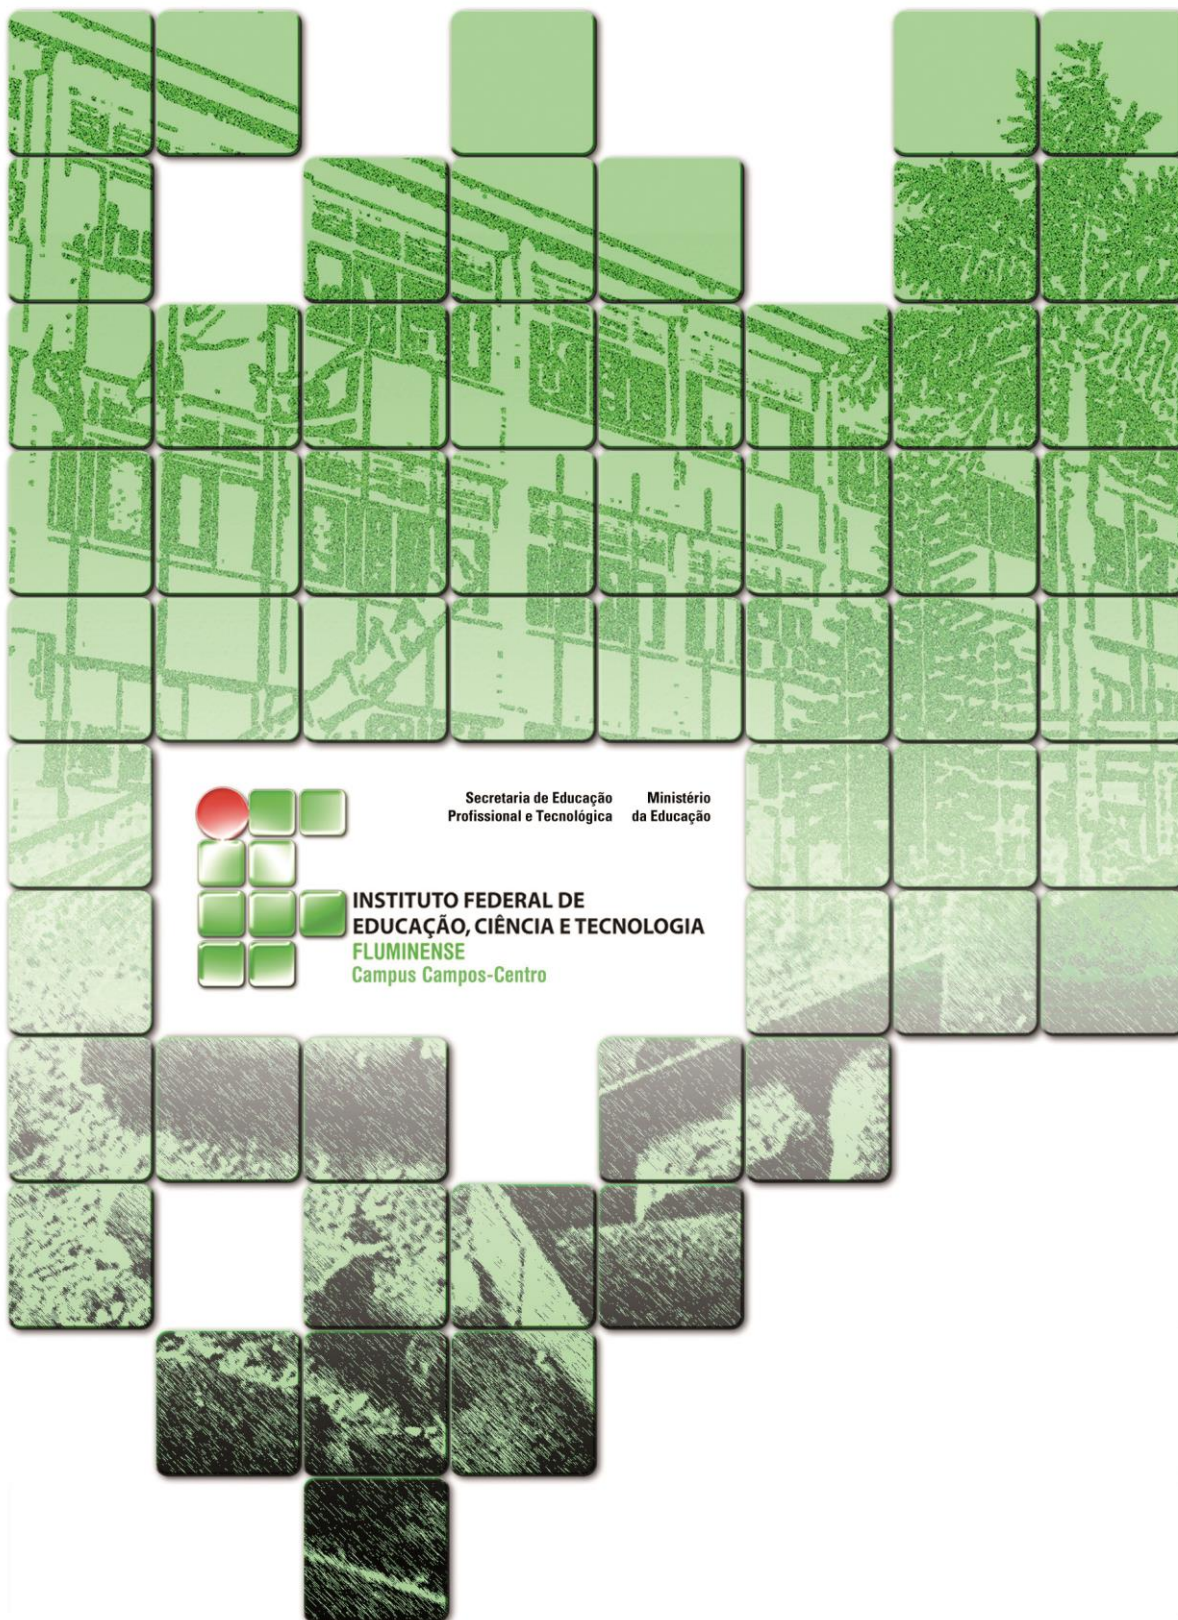 Secretaria de Educação Profissional e Tecnológica
Ministério da Educação
INSTITUTO FEDERAL DE
EDUCAÇÃO, CIÊNCIA E TECNOLOGIA
FLUMINENSE
Campus Campos-Centro